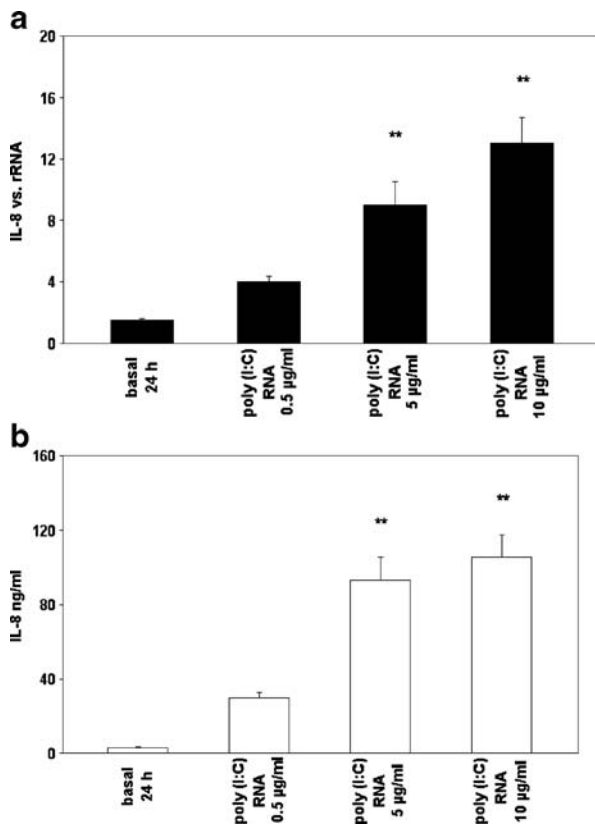 a
20
16
12
8
4
0
IL-8 vs. rRNA
**
**
basal
24 h
poly (I:C)
RNA
0.5 µg/ml
poly (I:C)
RNA
5 µg/ml
poly (I:C)
RNA
10 µg/ml
b
160
120
80
40
0
IL-8 ng/ml
**
**
basal
24 h
poly (I:C)
RNA
0.5 µg/ml
poly (I:C)
RNA
5 µg/ml
poly (I:C)
RNA
10 µg/ml